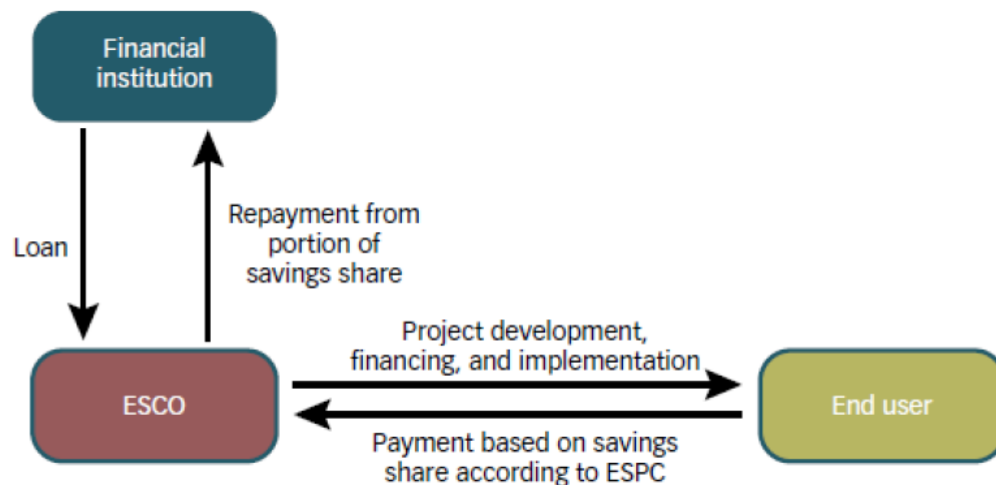 Financial
institution
Loan
Repayment from
portion of
savings share
Project development,
financing, and implementation
ESCO
End user
Payment based on savings
share according to ESPC